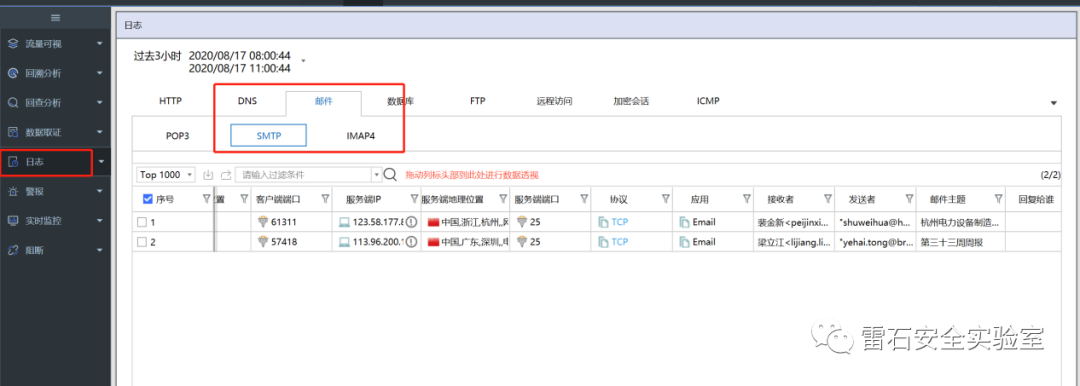 日志
过去3小时 2020/08/17 08:00:44
2020/08/17 11:00:44
流量可视
回溯分析
回查分析
数据取证
日志
警报
实时监控
阻断
HTTP DNS 邮件 数据库 FTP 远程访问 加密会话 ICMP
POP3 SMTP IMAP4
Top 1000 请输入过滤条件 拖动列标头部到此处进行数据透视 (2/2)
序号 置 客户端端口 服务端IP 服务端地理位置 服务端端口 协议 应用 接收者 发送者 邮件主题 回复给谁
1 61311 123.58.177.8 中国,浙江,杭州,,网 25 TCP Email 裴金新<peijinxi... "shuweihua@h... 杭州电力设备制造...
2 57418 113.96.200.1 中国,广东,深圳,,电 25 TCP Email 梁立江<lijiang.li... "yehai.tong@br... 第三十三周周报
雷石安全实验室